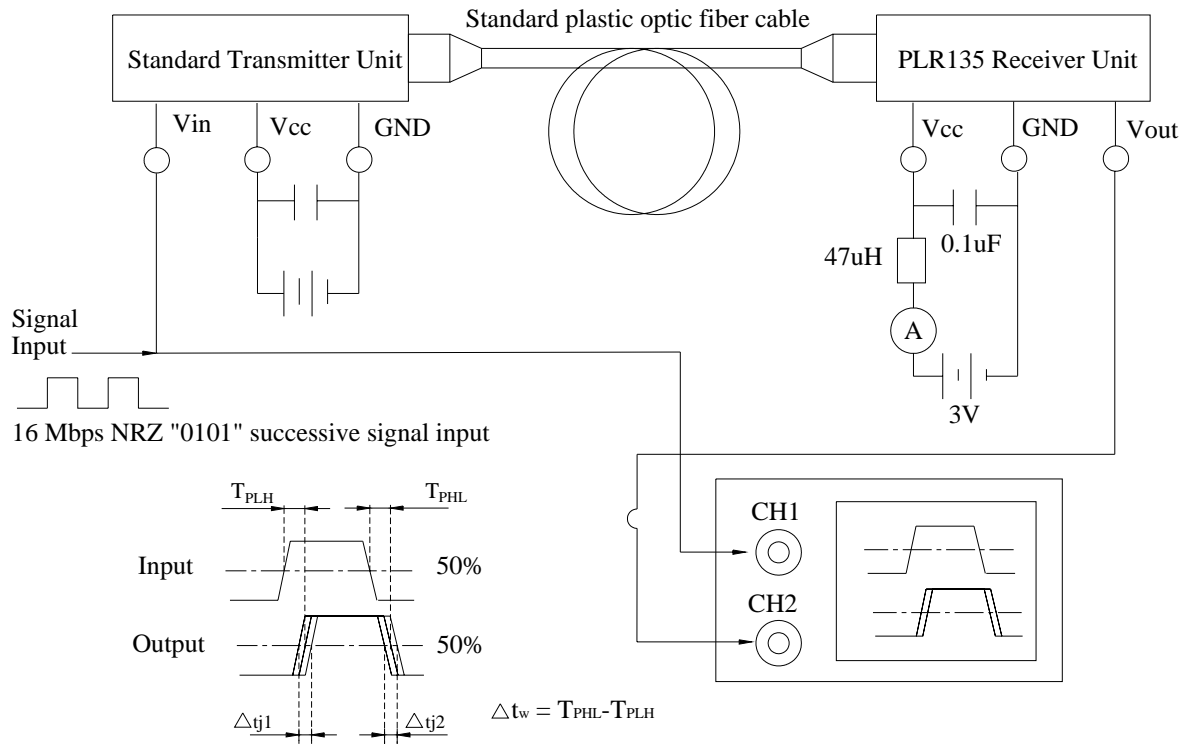 Standard plastic optic fiber cable
Standard Transmitter Unit
PLR135 Receiver Unit
Vin
Vcc
GND
Vcc
GND
Vout
0.1uF
47uH
A
3V
Signal
Input
16 Mbps NRZ "0101" successive signal input
TPLH
TPHL
Input
50%
Output
50%
△tj1
△tj2
△tw = TPHL-TPLH
CH1
CH2